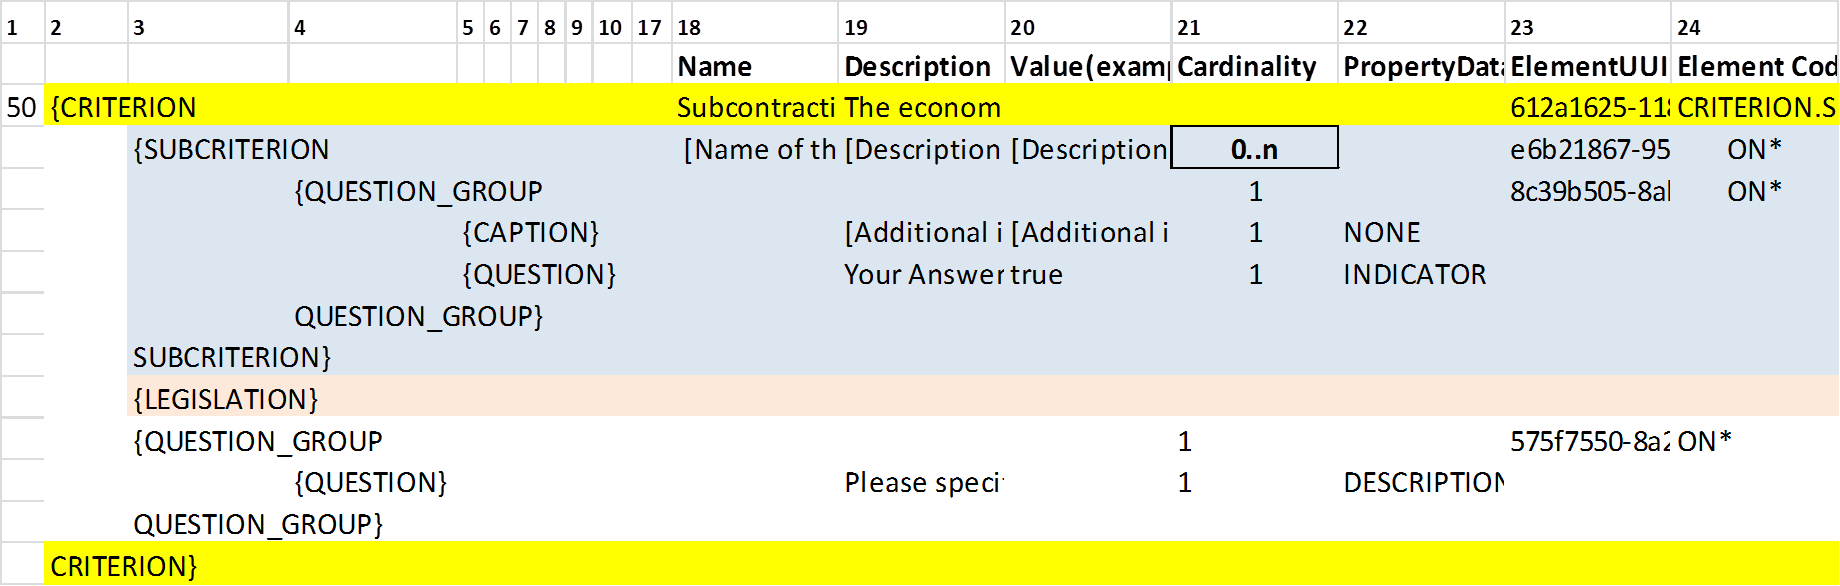 1 2 3 4 5 6 7 8 9 10 17 18 19 20 21 22 23 24
Name Description Value(examp Cardinality PropertyData ElementUUI Element Cod
50 {CRITERION Subcontracti The econom 612a1625-118 CRITERION.S
{SUBCRITERION [Name of th [Description [Description 0..n e6b21867-95 ON*
{QUESTION_GROUP 1 8c39b505-8al ON*
{CAPTION} [Additional i [Additional i 1 NONE
{QUESTION} Your Answer true 1 INDICATOR
QUESTION_GROUP}
SUBCRITERION}
{LEGISLATION}
{QUESTION_GROUP 1 575f7550-8a2 ON*
{QUESTION} Please speci 1 DESCRIPTION
QUESTION_GROUP}
CRITERION}